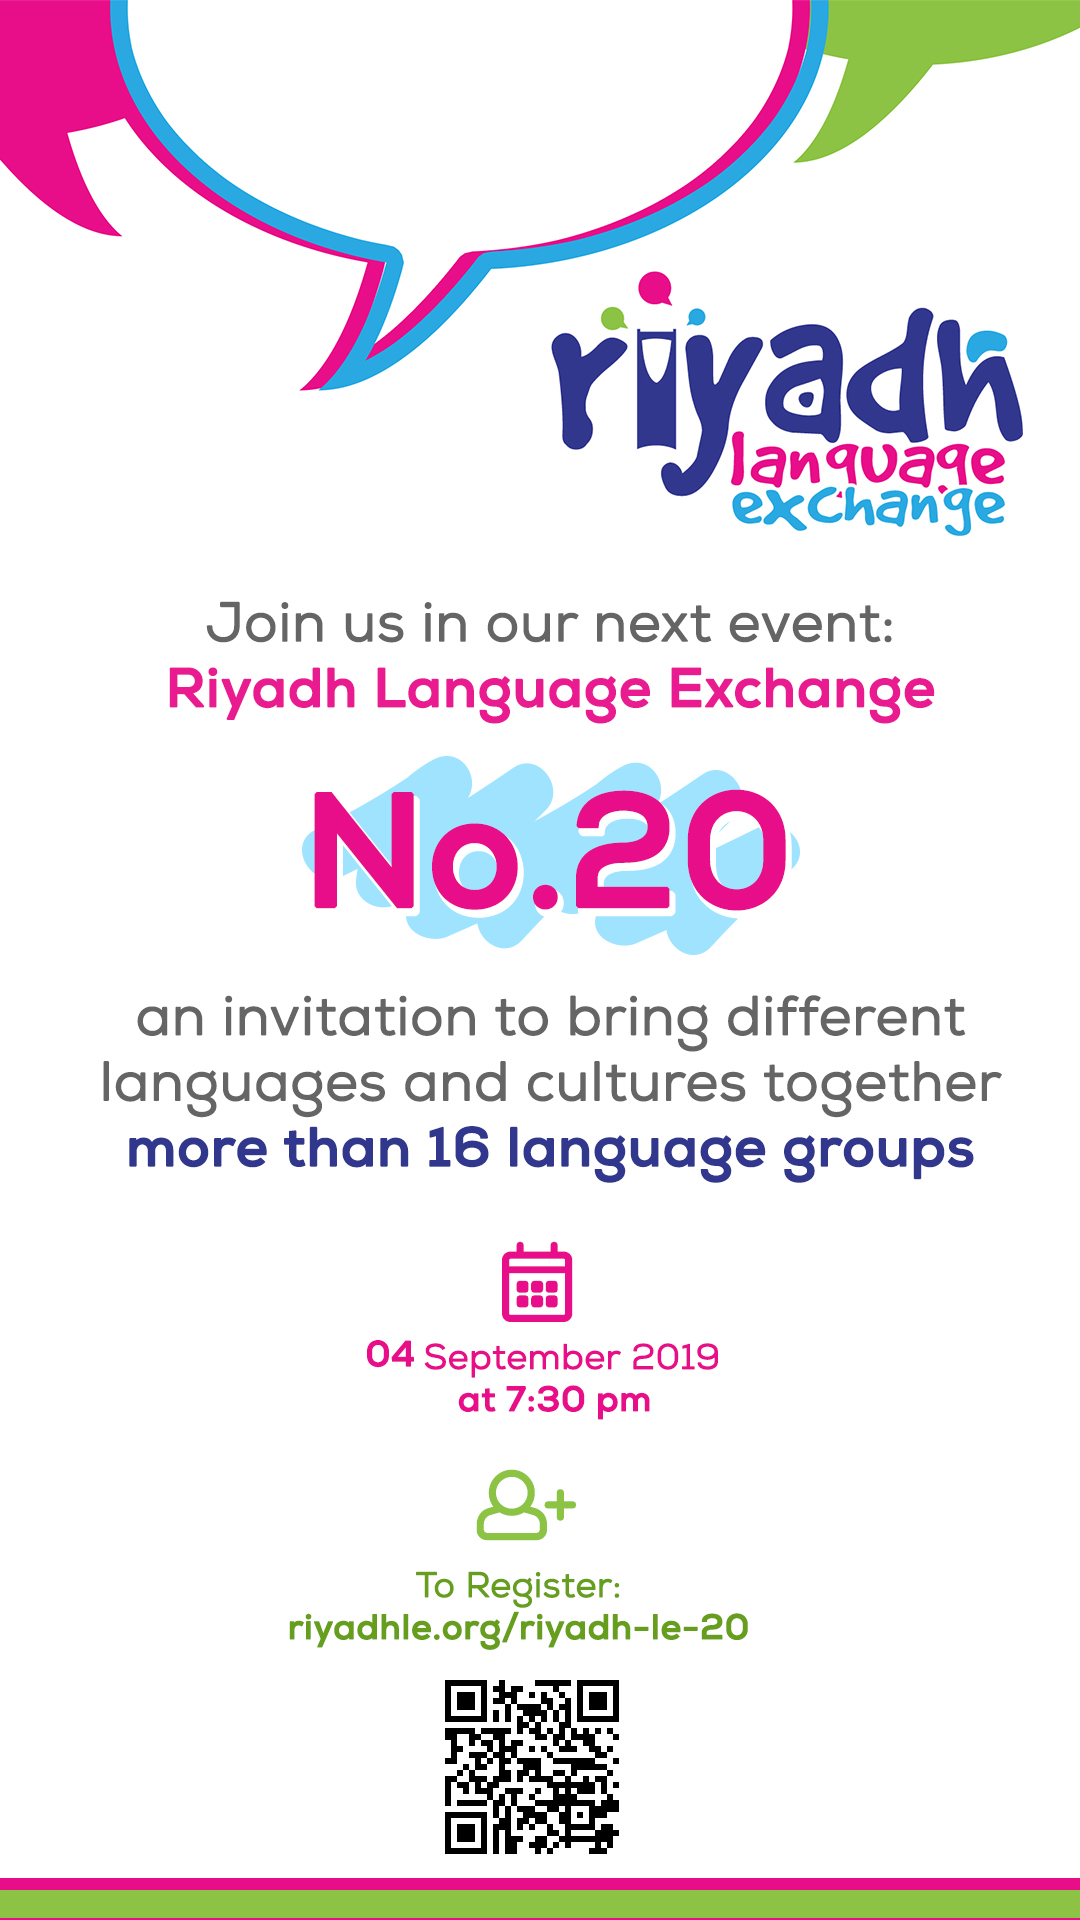 riyadh
language
exchange
Join us in our next event:
Riyadh Language Exchange
No.20
an invitation to bring different
languages and cultures together
more than 16 language groups
04 September 2019
at 7:30 pm
To Register:
riyadhle.org/riyadh-le-20